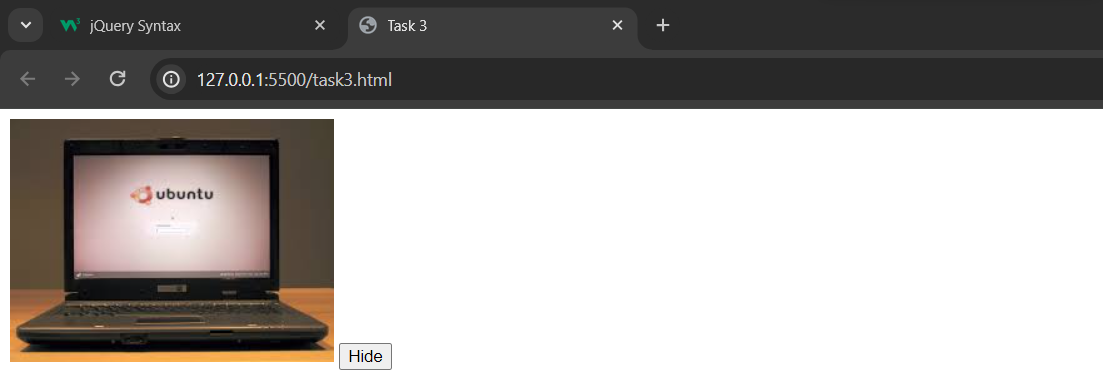 jQuery Syntax
Task 3
127.0.0.1:5500/task3.html
ubuntu
Hide